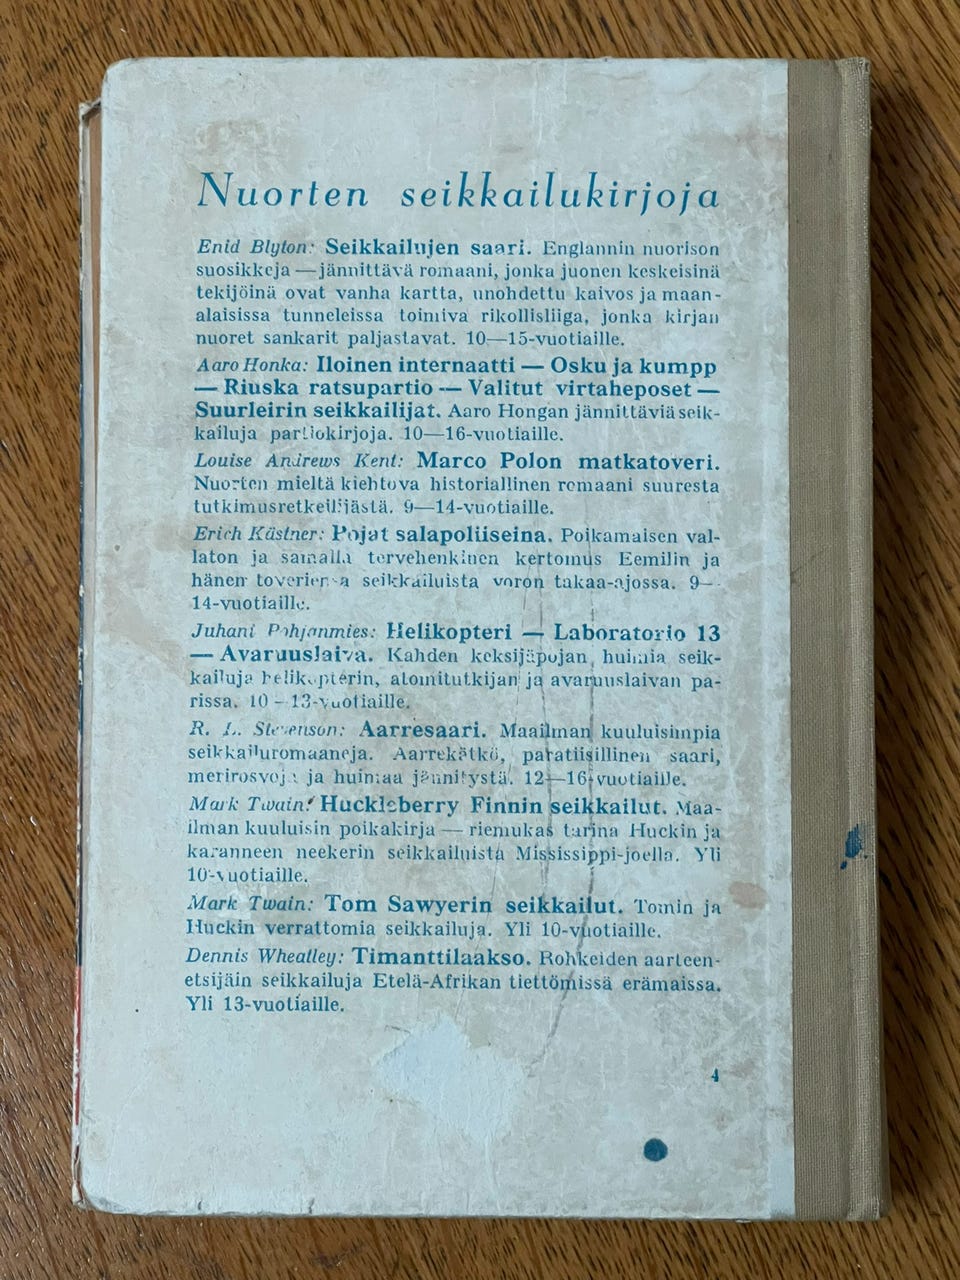 Nuorten seikkailukirjoja
Enid Blyton: Seikkailujen saari. Englannin nuorison
suosikkeja — jännittävä romaani, jonka juonen keskeisinä
tekijöinä ovat vanha kartta, unohdettu kaivos ja maan-
alaisissa tunneleissa toimiva rikollisliiga, jonka kirjan
nuoret sankarit paljastavat. 10—15-vuotiaille.
Aaro Honka: Iloinen internaatti — Osku ja kumpp
— Riuska ratsupartio — Valitut virtaheposet —
Suurleirin seikkailijat. Aaro Hongan jännittäviä seik-
kailuja partiokirjoja. 10—16-vuotiaille.
Louise Andrews Kent: Marco Polon matkatoveri.
Nuorten mieltä kiehtova historiallinen romaani suuresta
tutkimusretkeilijästä. 9—14-vuotiaille.
Erich Kästner: Pojat salapoliiseina. Poikamaisen val-
laton ja samalla tervehenkinen kertomus Eemilin ja
hänen toveriensa seikkailuista voron takaa-ajossa. 9—
14-vuotiaille.
Juhani Pohjanmies: Helikopteri — Laboratorio 13
— Avaruuslaiva. Kahden keksijäpojan huimia seik-
kailuja helikopterin, atomitutkijan ja avaruuslaivan pa-
rissa. 10–13-vuotiaille.
R. L. Stevenson: Aarresaari. Maailman kuuluisimpia
seikkailuromaaneja. Aarrekätkö, paratiisillinen saari,
merirosvoja ja huimaa jännitystä. 12—16-vuotiaille.
Mark Twain: Huckleberry Finnin seikkailut. Maa-
ilman kuuluisin poikakirja — riemukas tarina Huckin ja
karanneen neekerin seikkailuista Mississippi-joella. Yli
10-vuotiaille.
Mark Twain: Tom Sawyerin seikkailut. Tomin ja
Huckin verrattomia seikkailuja. Yli 10-vuotiaille.
Dennis Wheatley: Timanttilaakso. Rohkeiden aarteen-
etsijäin seikkailuja Etelä-Afrikan tiettömissä erämaissa.
Yli 13-vuotiaille.
4